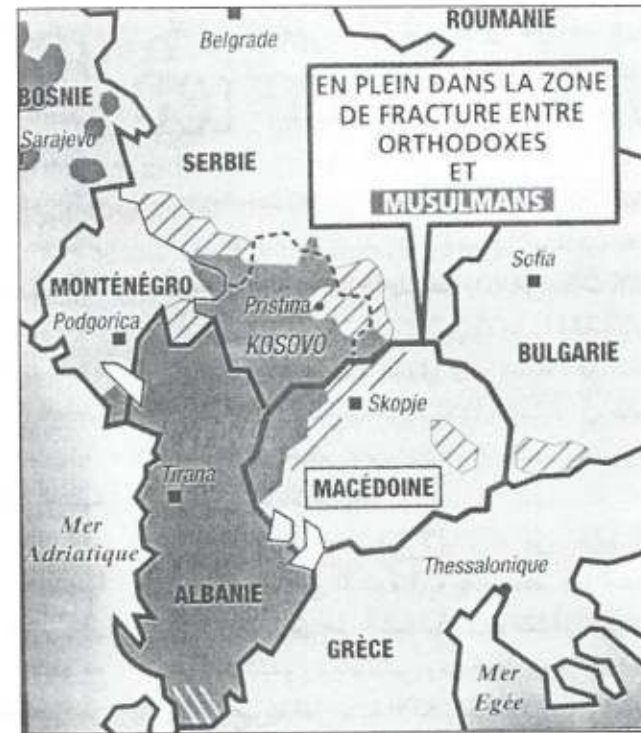 ROUMANIE
Belgrade
BOSNIE
Sarajevo
EN PLEIN DANS LA ZONE
DE FRACTURE ENTRE
ORTHODOXES
ET
MUSULMANS
SERBIE
Sofia
MONTÉNÉGRO
Pristina
Podgorica
KOSOVO
BULGARIE
Skopje
Tirana
MACÉDOINE
Mer
Adriatique
Thessalonique
ALBANIE
GRÈCE
Mer
Egée